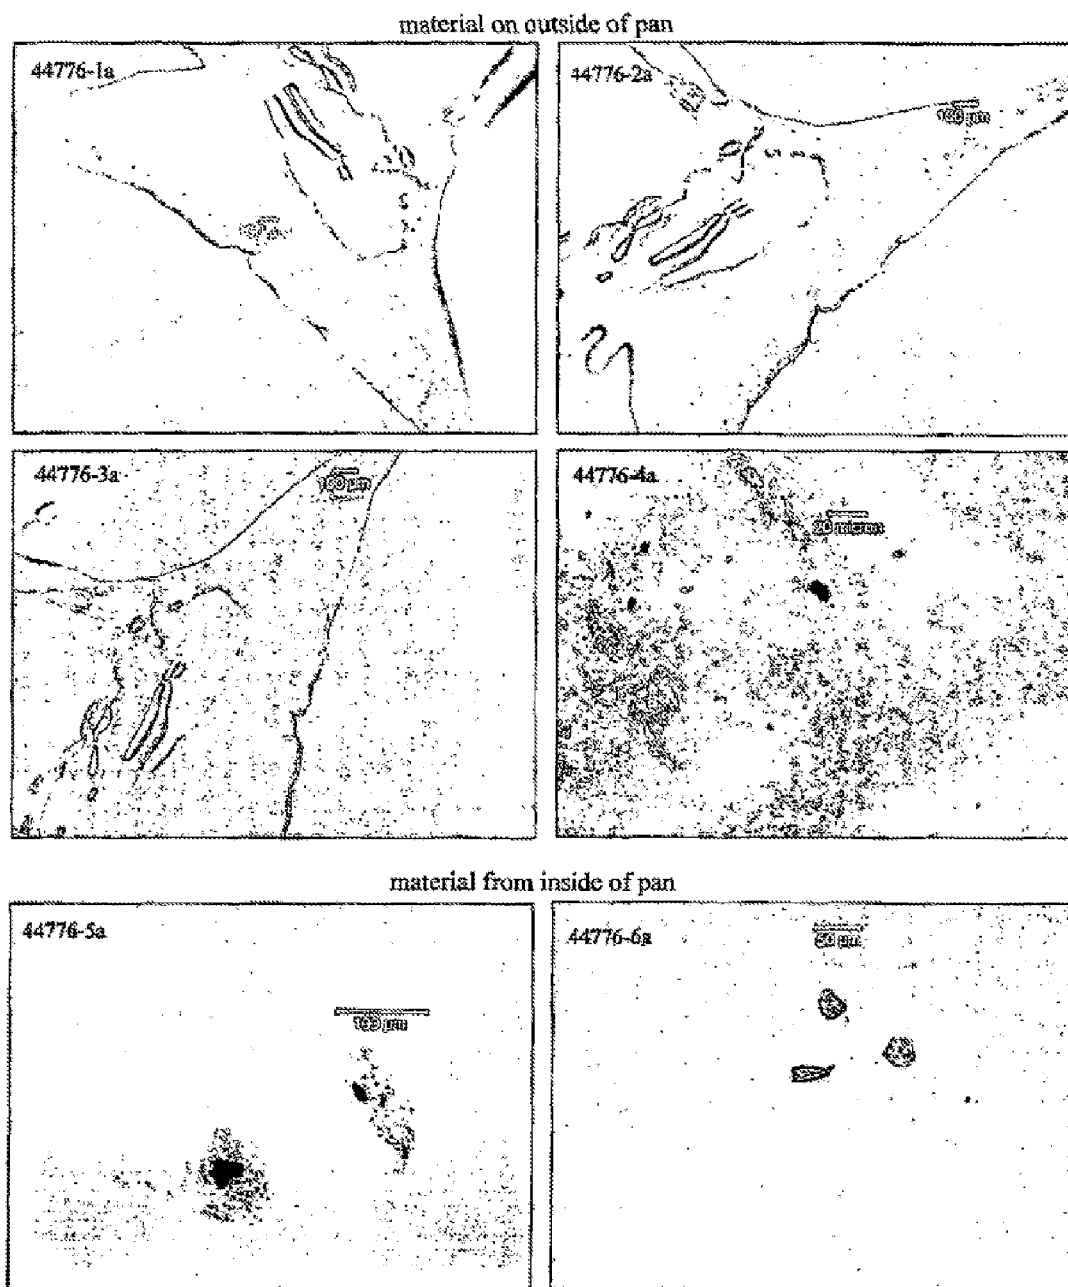 material on outside of pan
44776-1a
44776-2a
100 µm
44776-3a
100 µm
44776-4a
20 micron
material from inside of pan
44776-5a
100 µm
44776-6a
50 µm